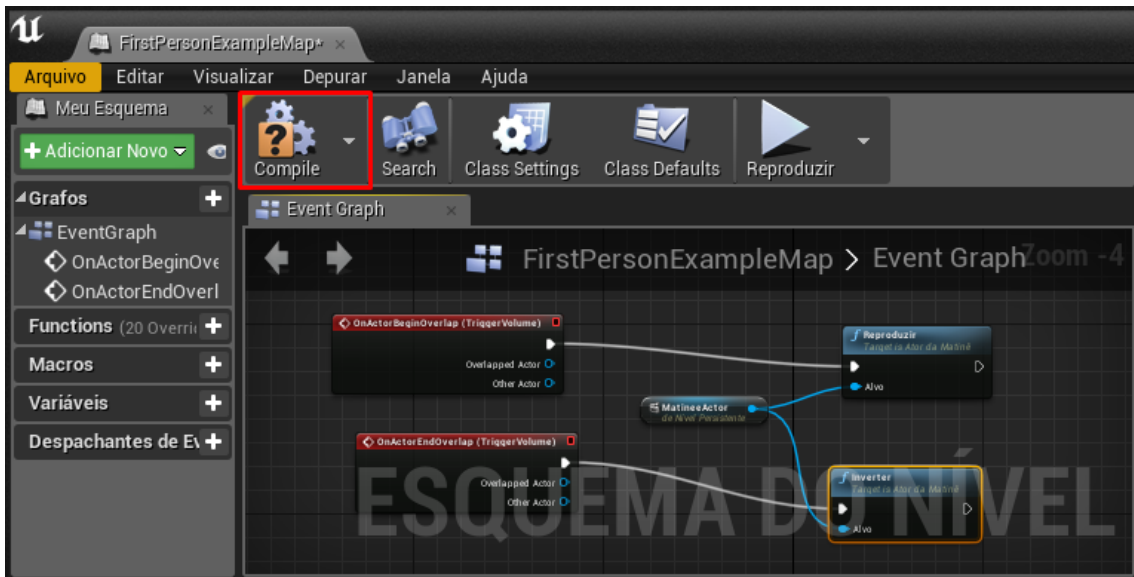 FirstPersonExampleMap*
Arquivo Editar Visualizar Depurar Janela Ajuda
Meu Esquema
Adicionar Novo
Compile Search Class Settings Class Defaults Reproduzir
Grafos
EventGraph
OnActorBeginOve
OnActorEndOverl
Functions (20 Overri
Macros
Variáveis
Despachantes de Ev
Event Graph
FirstPersonExampleMap > Event Graph Zoom -4
OnActorBeginOverlap (TriggerVolume)
Overlapped Actor
Other Actor
f Reproduzir
Target is Ator da Matinê
Alvo
MatineeActor
de Nível Persistente
OnActorEndOverlap (TriggerVolume)
Overlapped Actor
Other Actor
f Inverter
Target is Ator da Matinê
Alvo
ESQUEMA DO NÍVEL